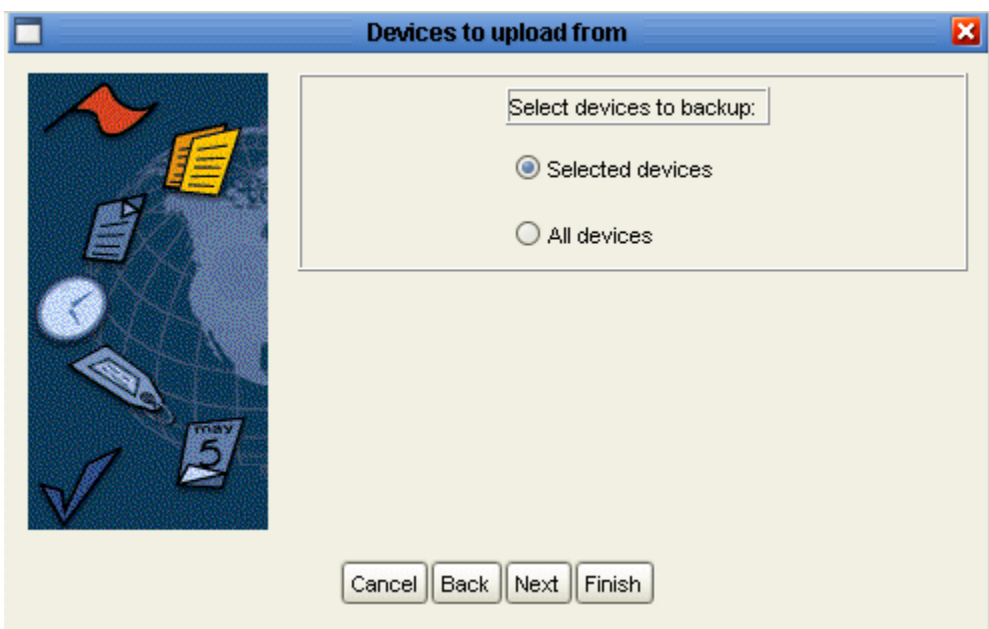 Devices to upload from
Select devices to backup:
Selected devices
All devices
may
5
Cancel Back Next Finish